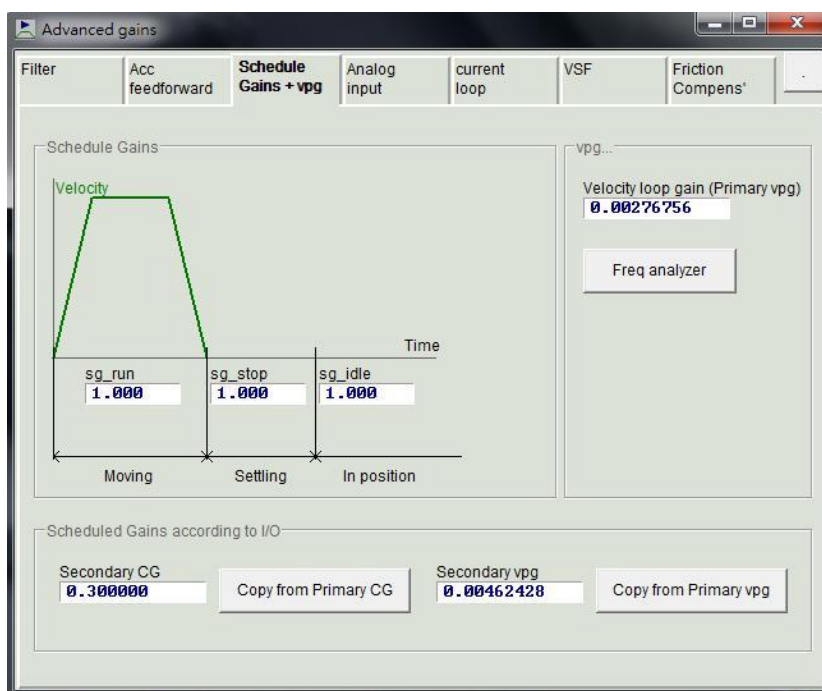 Advanced gains
Filter
Acc
feedforward
Schedule
Gains + vpg
Analog
input
current
loop
VSF
Friction
Compens'
.
Schedule Gains
Velocity
Time
sg_run
1.000
sg_stop
1.000
sg_idle
1.000
Moving
Settling
In position
vpg...
Velocity loop gain (Primary vpg)
0.00276756
Freq analyzer
Scheduled Gains according to I/O
Secondary CG
0.300000
Copy from Primary CG
Secondary vpg
0.00462428
Copy from Primary vpg